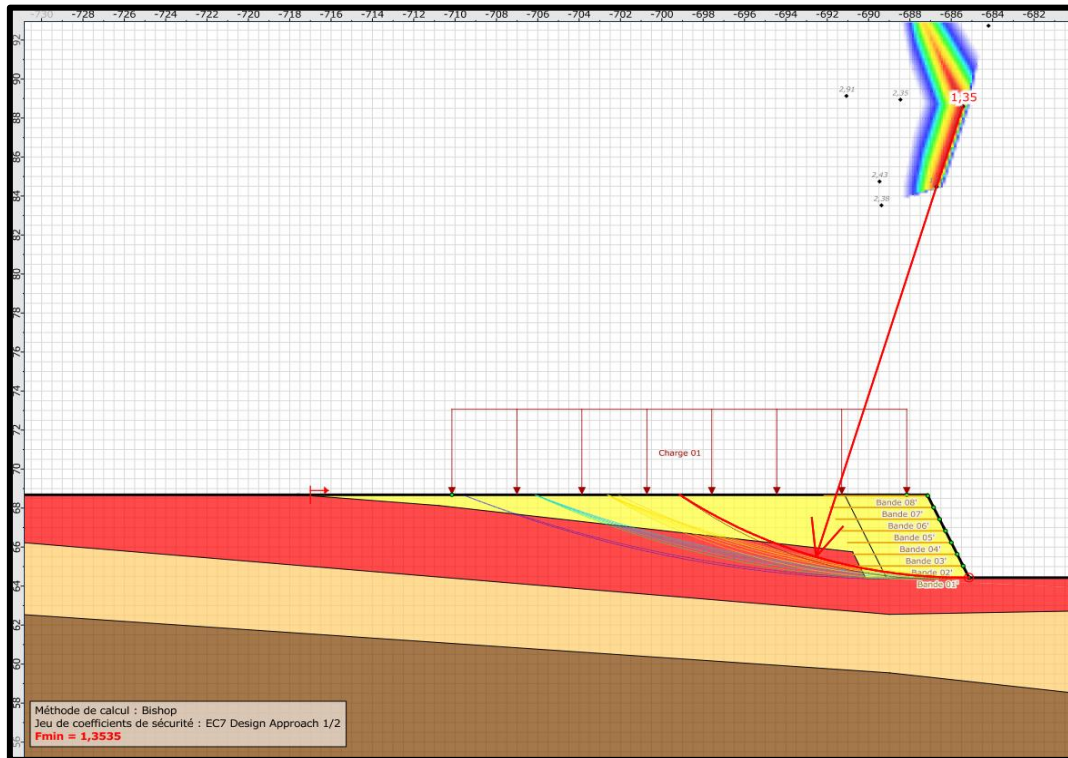 -730 -728 -726 -724 -722 -720 -718 -716 -714 -712 -710 -708 -706 -704 -702 -700 -698 -696 -694 -692 -690 -688 -686 -684 -682
92
90
88
86
84
82
80
78
76
74
72
70
68
66
64
62
60
58
56
2,91
2,35
1,35
2,43
2,38
Charge 01
Bande 08'
Bande 07'
Bande 06'
Bande 05'
Bande 04'
Bande 03'
Bande 02'
Bande 01'
Méthode de calcul : Bishop
Jeu de coefficients de sécurité : EC7 Design Approach 1/2
Fmin = 1,3535